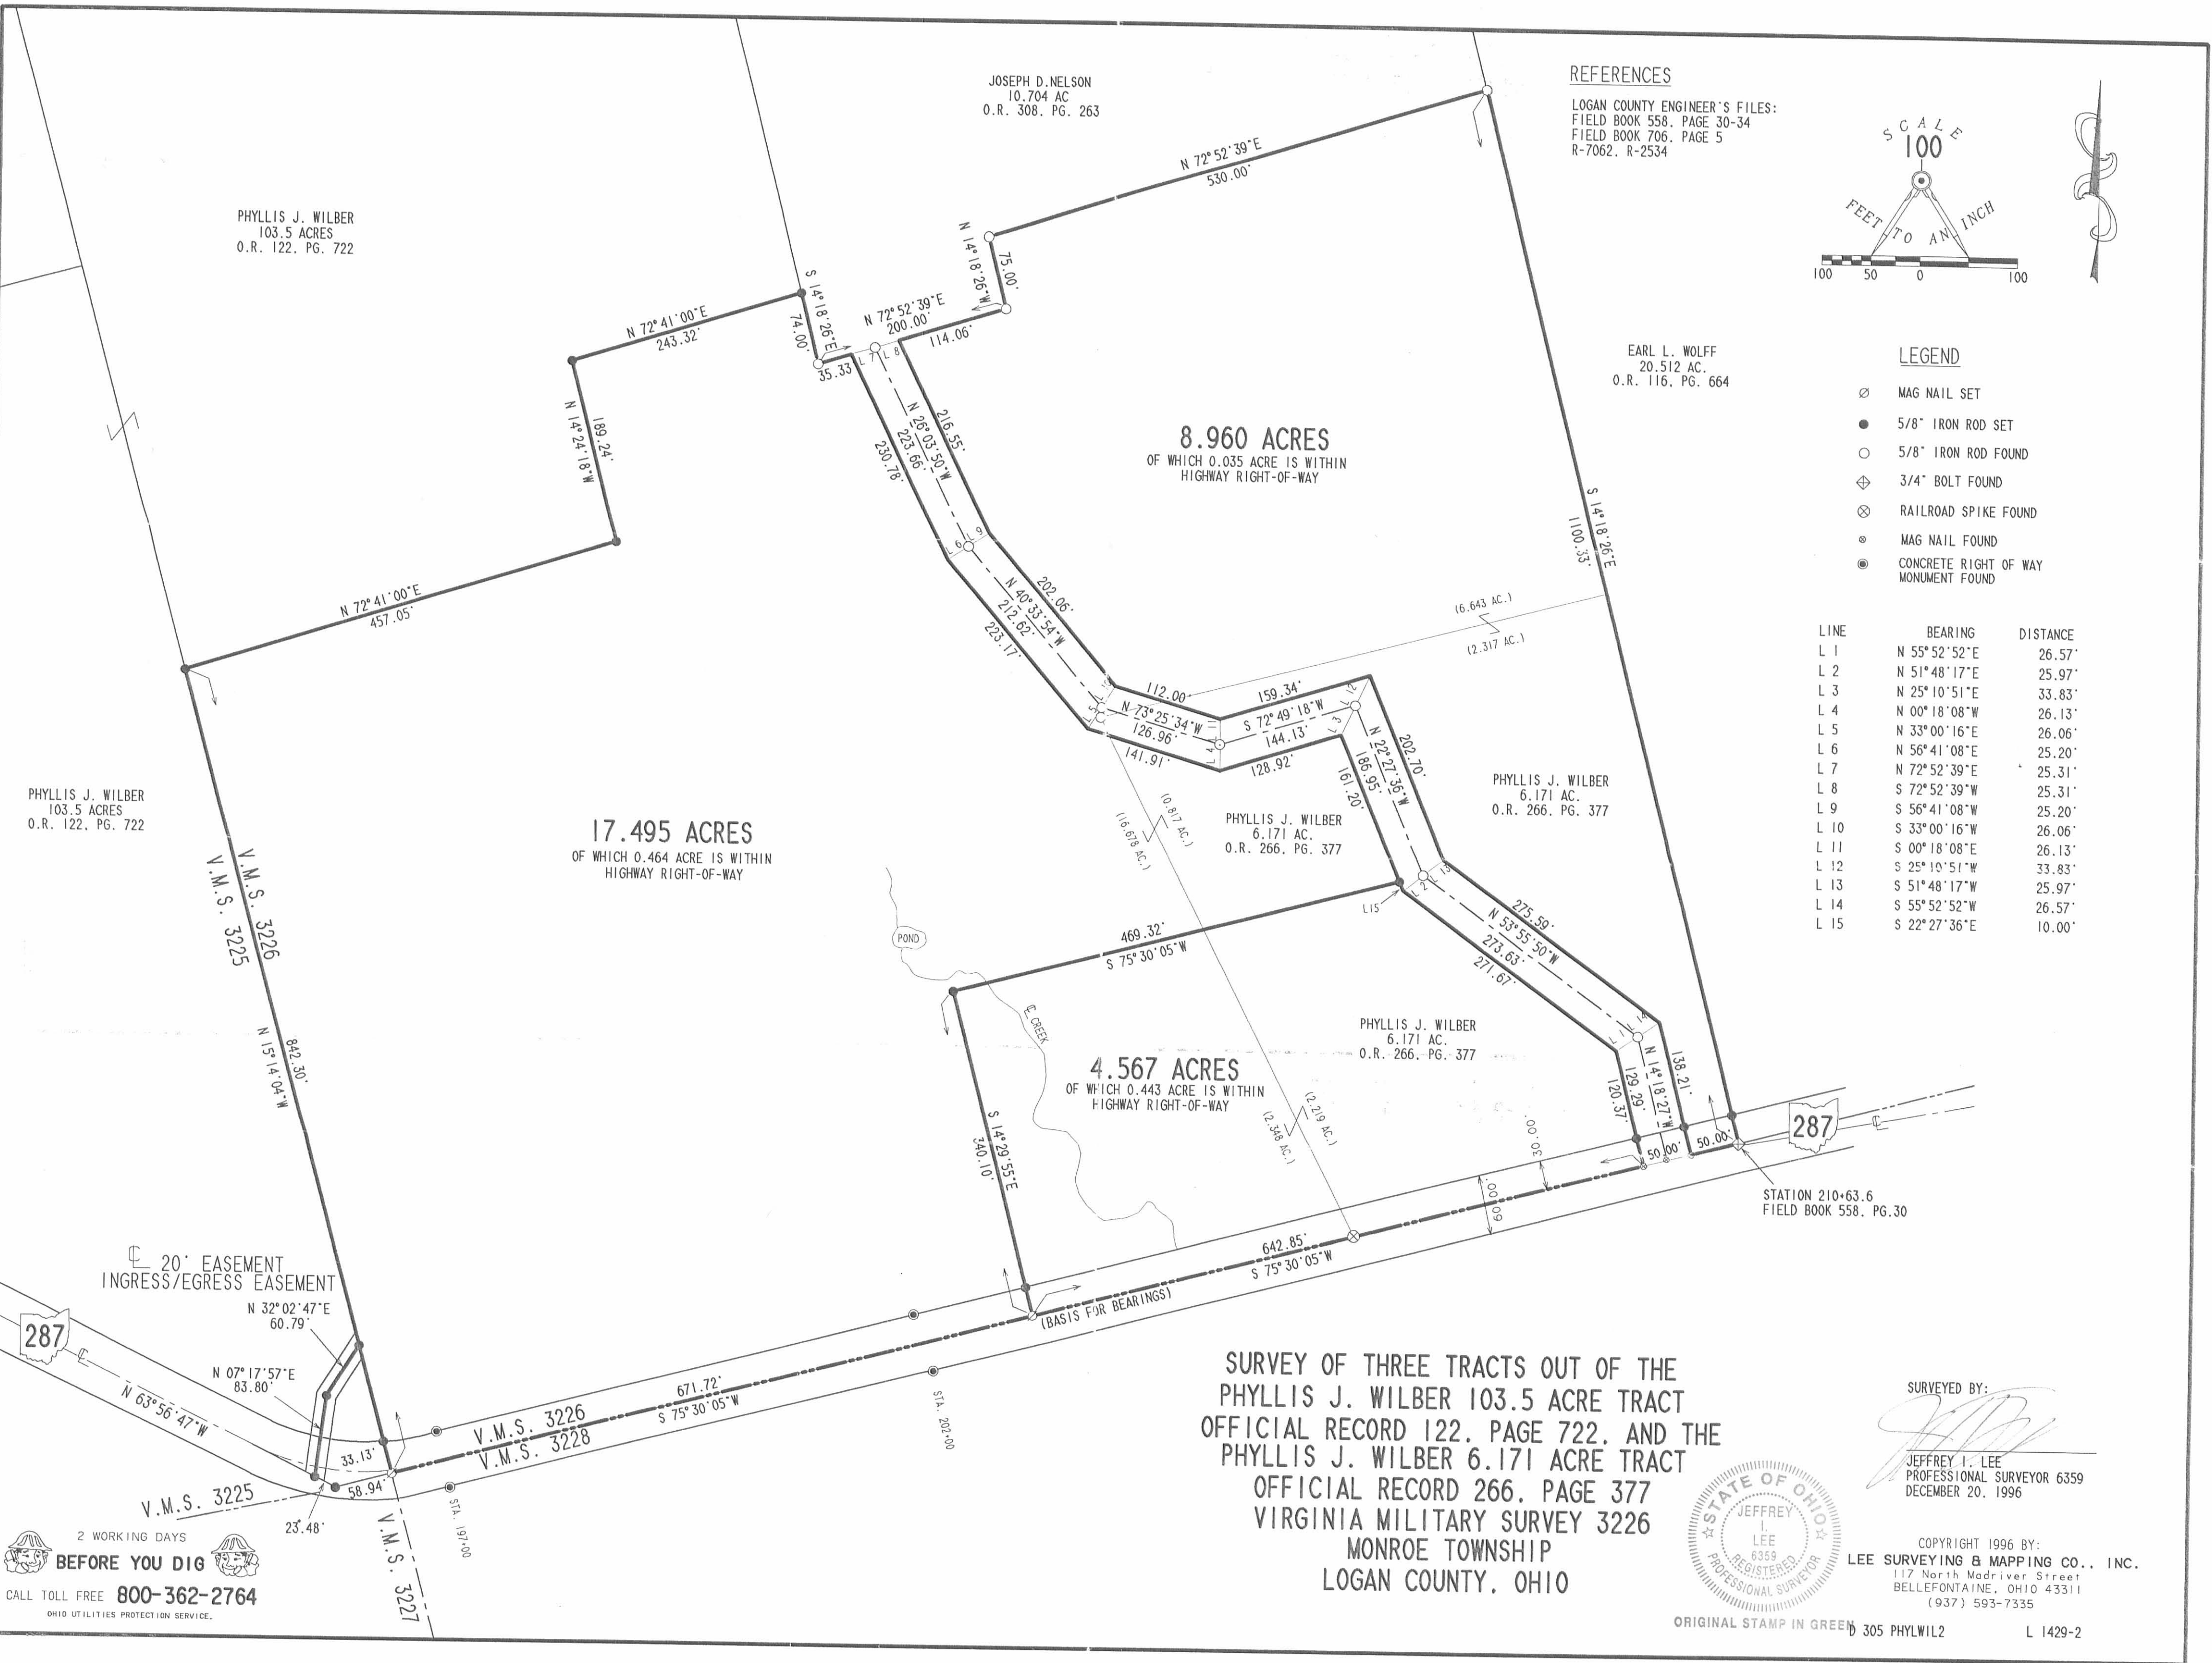 JOSEPH D.NELSON
10.704 AC
O.R. 308. PG. 263
REFERENCES
LOGAN COUNTY ENGINEER'S FILES:
FIELD BOOK 558. PAGE 30-34
FIELD BOOK 706. PAGE 5
R-7062. R-2534
SCALE
100
FEET TO AN INCH
100 50 0 100
PHYLLIS J. WILBER
103.5 ACRES
O.R. 122. PG. 722
N 72°52'39"E
530.00'
N 14°18'26"W
75.00'
S 14°18'26"E
74.00'
N 72°52'39"E
200.00'
114.06'
35.33
L 7
L 8
N 72°41'00"E
243.32'
N 14°24'18"W
189.24'
N 72°41'00"E
457.05'
EARL L. WOLFF
20.512 AC.
O.R. 116. PG. 664
LEGEND
MAG NAIL SET
5/8" IRON ROD SET
5/8" IRON ROD FOUND
3/4" BOLT FOUND
RAILROAD SPIKE FOUND
MAG NAIL FOUND
CONCRETE RIGHT OF WAY
MONUMENT FOUND
8.960 ACRES
OF WHICH 0.035 ACRE IS WITHIN
HIGHWAY RIGHT-OF-WAY
216.55'
N 26°03'50"W
223.66'
230.78'
L 6
L 9
202.06'
N 40°33'54"W
212.62'
223.17'
S 14°18'26"E
1100.33'
(6.643 AC.)
(2.317 AC.)
LINE BEARING DISTANCE
L 1 N 55°52'52"E 26.57'
L 2 N 51°48'17"E 25.97'
L 3 N 25°10'51"E 33.83'
L 4 N 00°18'08"W 26.13'
L 5 N 33°00'16"E 26.06'
L 6 N 56°41'08"E 25.20'
L 7 N 72°52'39"E 25.31'
L 8 S 72°52'39"W 25.31'
L 9 S 56°41'08"W 25.20'
L 10 S 33°00'16"W 26.06'
L 11 S 00°18'08"E 26.13'
L 12 S 25°10'51"W 33.83'
L 13 S 51°48'17"W 25.97'
L 14 S 55°52'52"W 26.57'
L 15 S 22°27'36"E 10.00'
L 10
L 5
112.00'
N 73°25'34"W
126.96'
141.91'
L 11
L 4
159.34'
S 72°49'18"W
144.13'
128.92'
L 12
L 3
202.70'
N 22°27'36"W
186.95'
161.20'
PHYLLIS J. WILBER
6.171 AC.
O.R. 266. PG. 377
PHYLLIS J. WILBER
6.171 AC.
O.R. 266. PG. 377
(0.817 AC.)
(16.678 AC.)
PHYLLIS J. WILBER
103.5 ACRES
O.R. 122. PG. 722
17.495 ACRES
OF WHICH 0.464 ACRE IS WITHIN
HIGHWAY RIGHT-OF-WAY
V.M.S. 3226
V.M.S. 3225
POND
℄ CREEK
469.32'
S 75°30'05"W
L15
L 2
L 13
275.59'
N 53°55'50"W
273.63'
271.67'
N 15°14'04"W
842.30'
PHYLLIS J. WILBER
6.171 AC.
O.R. 266. PG. 377
4.567 ACRES
OF WHICH 0.443 ACRE IS WITHIN
HIGHWAY RIGHT-OF-WAY
(2.219 AC.)
(2.348 AC.)
S 14°29'55"E
340.10'
L 1
L 14
138.21'
N 14°18'27"W
129.29'
120.37'
50.00'
50.00'
30.00'
60.00'
287
℄
STATION 210+63.6
FIELD BOOK 558. PG.30
642.85'
S 75°30'05"W
(BASIS FOR BEARINGS)
℄ 20' EASEMENT
INGRESS/EGRESS EASEMENT
N 32°02'47"E
60.79'
N 07°17'57"E
83.80'
287
℄
N 63°56'47"W
33.13'
58.94'
23.48'
V.M.S. 3225
V.M.S. 3226
V.M.S. 3228
671.72'
S 75°30'05"W
STA. 202+00
STA. 197+00
V.M.S. 3227
2 WORKING DAYS
BEFORE YOU DIG
CALL TOLL FREE 800-362-2764
OHIO UTILITIES PROTECTION SERVICE.
SURVEY OF THREE TRACTS OUT OF THE
PHYLLIS J. WILBER 103.5 ACRE TRACT
OFFICIAL RECORD 122. PAGE 722. AND THE
PHYLLIS J. WILBER 6.171 ACRE TRACT
OFFICIAL RECORD 266. PAGE 377
VIRGINIA MILITARY SURVEY 3226
MONROE TOWNSHIP
LOGAN COUNTY. OHIO
STATE OF OHIO
JEFFREY
I.
LEE
6359
REGISTERED
PROFESSIONAL SURVEYOR
ORIGINAL STAMP IN GREEN
SURVEYED BY:
JEFFREY I. LEE
PROFESSIONAL SURVEYOR 6359
DECEMBER 20. 1996
COPYRIGHT 1996 BY:
LEE SURVEYING & MAPPING CO.. INC.
117 North Madriver Street
BELLEFONTAINE, OHIO 43311
(937) 593-7335
D 305 PHYLWIL2 L 1429-2